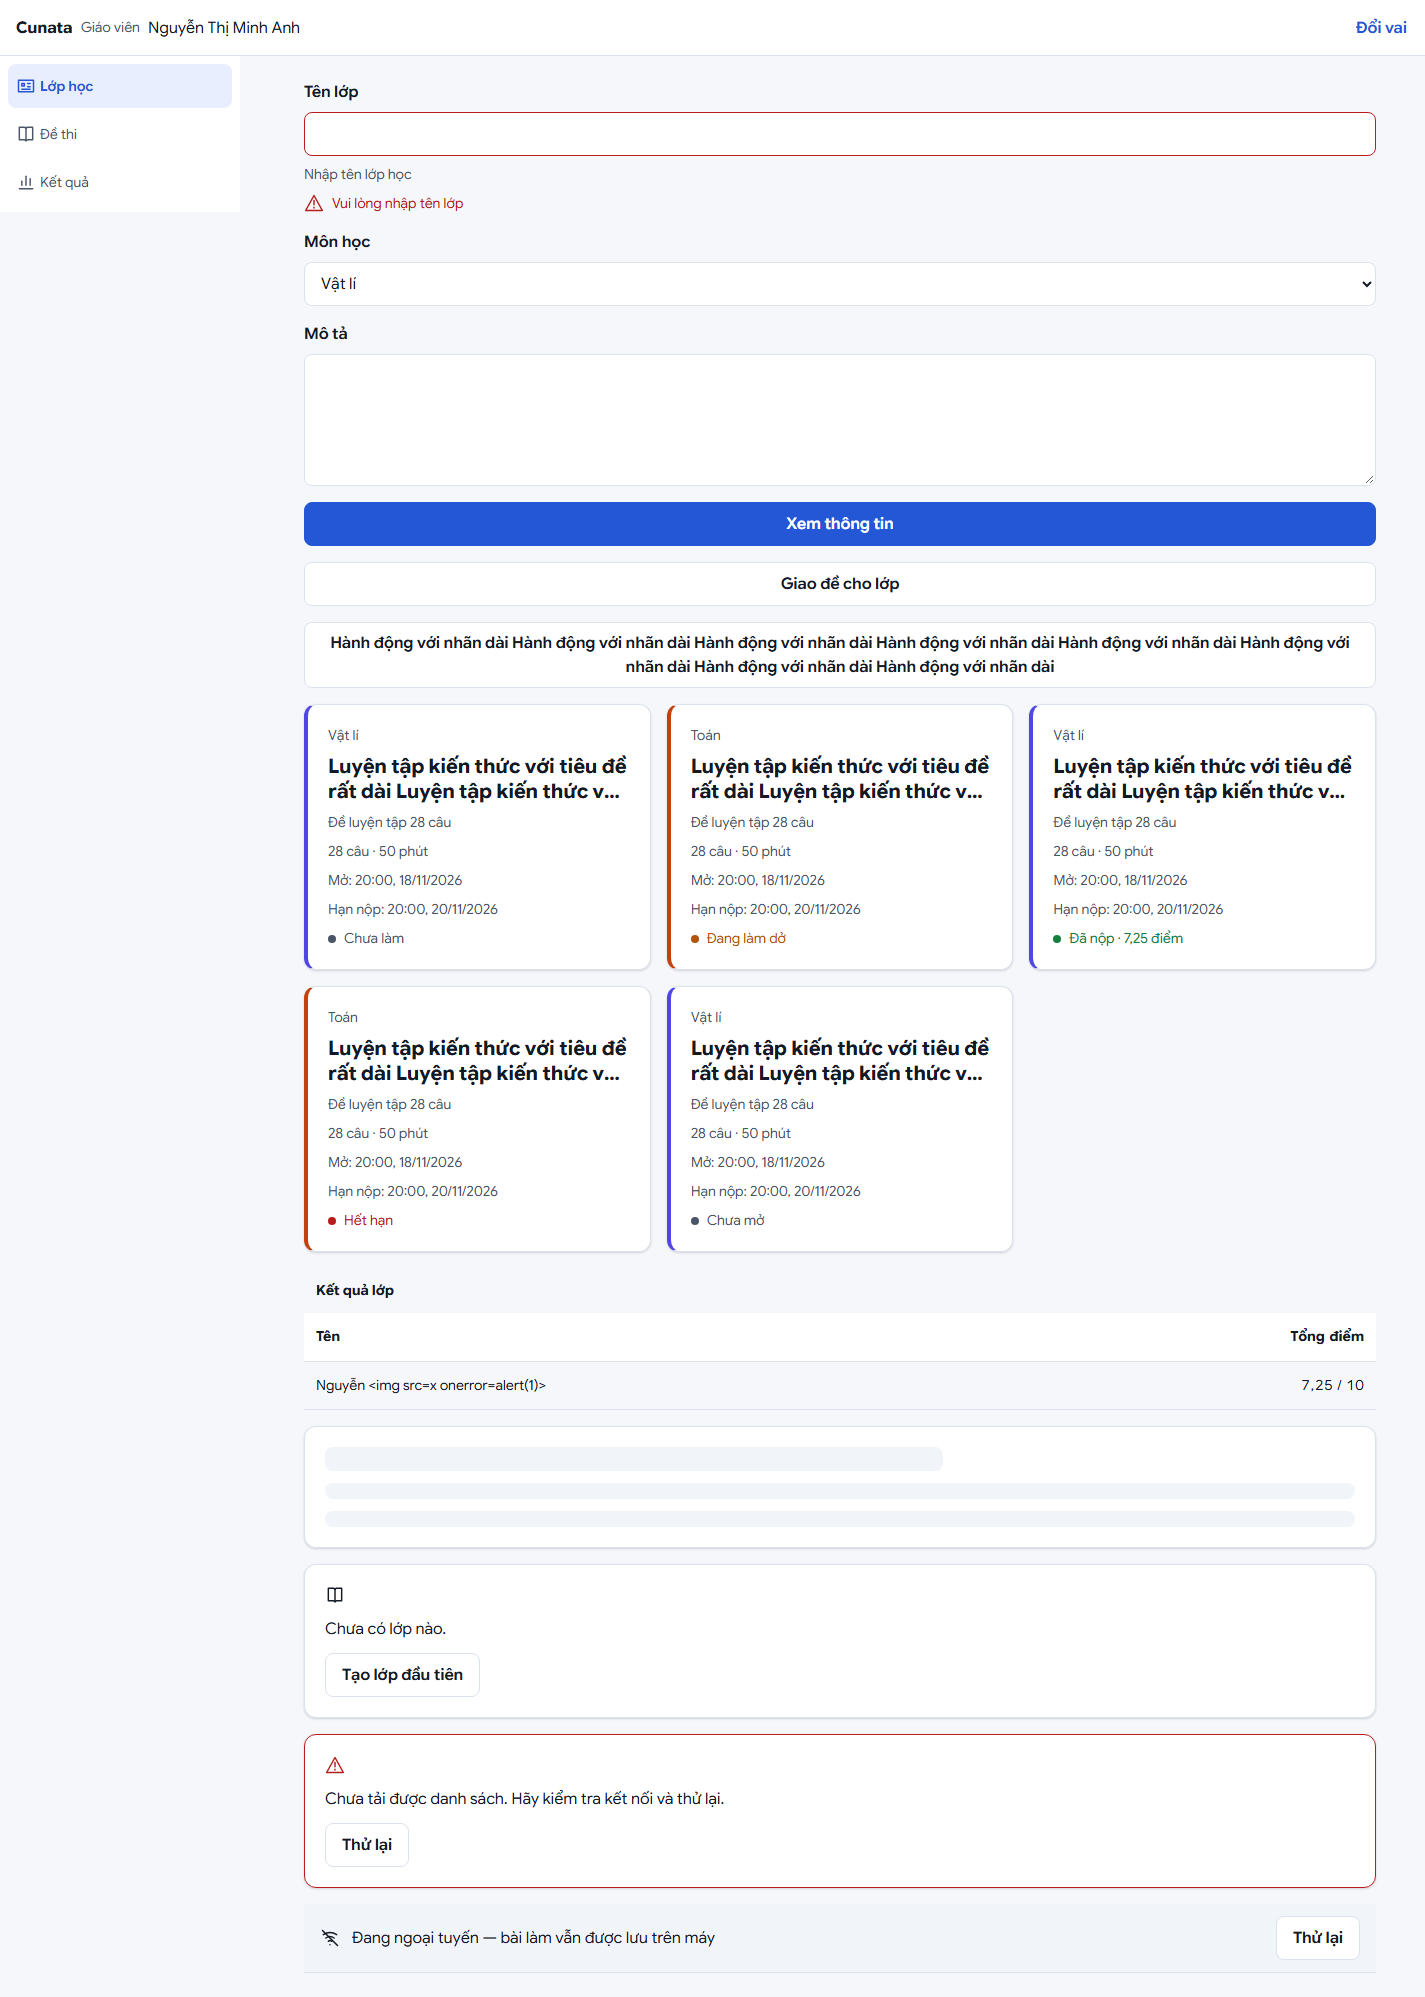 Cunata Giáo viên Nguyễn Thị Minh Anh
Đổi vai
Lớp học
Đề thi
Kết quả
Tên lớp
Nhập tên lớp học
Vui lòng nhập tên lớp
Môn học
Vật lí
Mô tả
Xem thông tin
Giao đề cho lớp
Hành động với nhãn dài Hành động với nhãn dài Hành động với nhãn dài Hành động với nhãn dài Hành động với nhãn dài Hành động với
nhãn dài Hành động với nhãn dài Hành động với nhãn dài
Vật lí
Luyện tập kiến thức với tiêu đề
rất dài Luyện tập kiến thức v...
Đề luyện tập 28 câu
28 câu · 50 phút
Mở: 20:00, 18/11/2026
Hạn nộp: 20:00, 20/11/2026
Chưa làm
Toán
Luyện tập kiến thức với tiêu đề
rất dài Luyện tập kiến thức v...
Đề luyện tập 28 câu
28 câu · 50 phút
Mở: 20:00, 18/11/2026
Hạn nộp: 20:00, 20/11/2026
Đang làm dở
Vật lí
Luyện tập kiến thức với tiêu đề
rất dài Luyện tập kiến thức v...
Đề luyện tập 28 câu
28 câu · 50 phút
Mở: 20:00, 18/11/2026
Hạn nộp: 20:00, 20/11/2026
Đã nộp · 7,25 điểm
Toán
Luyện tập kiến thức với tiêu đề
rất dài Luyện tập kiến thức v...
Đề luyện tập 28 câu
28 câu · 50 phút
Mở: 20:00, 18/11/2026
Hạn nộp: 20:00, 20/11/2026
Hết hạn
Vật lí
Luyện tập kiến thức với tiêu đề
rất dài Luyện tập kiến thức v...
Đề luyện tập 28 câu
28 câu · 50 phút
Mở: 20:00, 18/11/2026
Hạn nộp: 20:00, 20/11/2026
Chưa mở
Kết quả lớp
Tên Tổng điểm
Nguyễn <img src=x onerror=alert(1)> 7,25 / 10
Chưa có lớp nào.
Tạo lớp đầu tiên
Chưa tải được danh sách. Hãy kiểm tra kết nối và thử lại.
Thử lại
Đang ngoại tuyến — bài làm vẫn được lưu trên máy
Thử lại